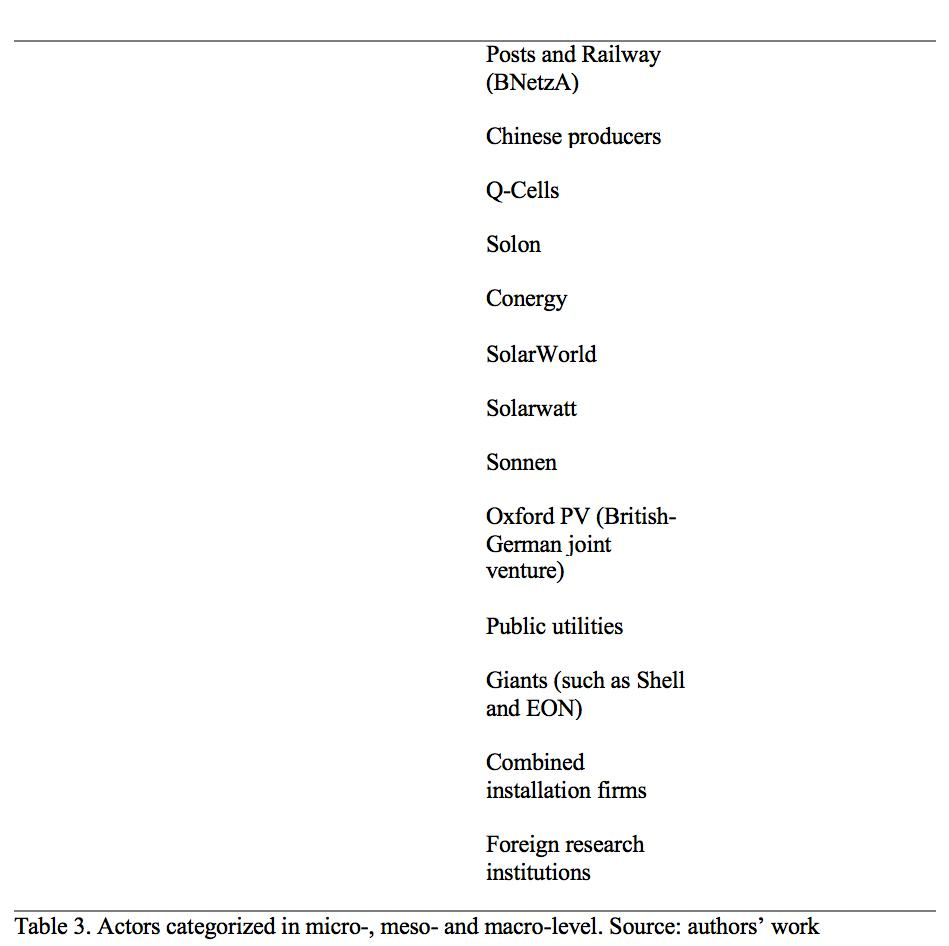 Posts and Railway
(BNetzA)
Chinese producers
Q-Cells
Solon
Conergy
SolarWorld
Solarwatt
Sonnen
Oxford PV (British-
German joint
venture)
Public utilities
Giants (such as Shell
and EON)
Combined
installation firms
Foreign research
institutions
Table 3. Actors categorized in micro-, meso- and macro-level. Source: authors’ work